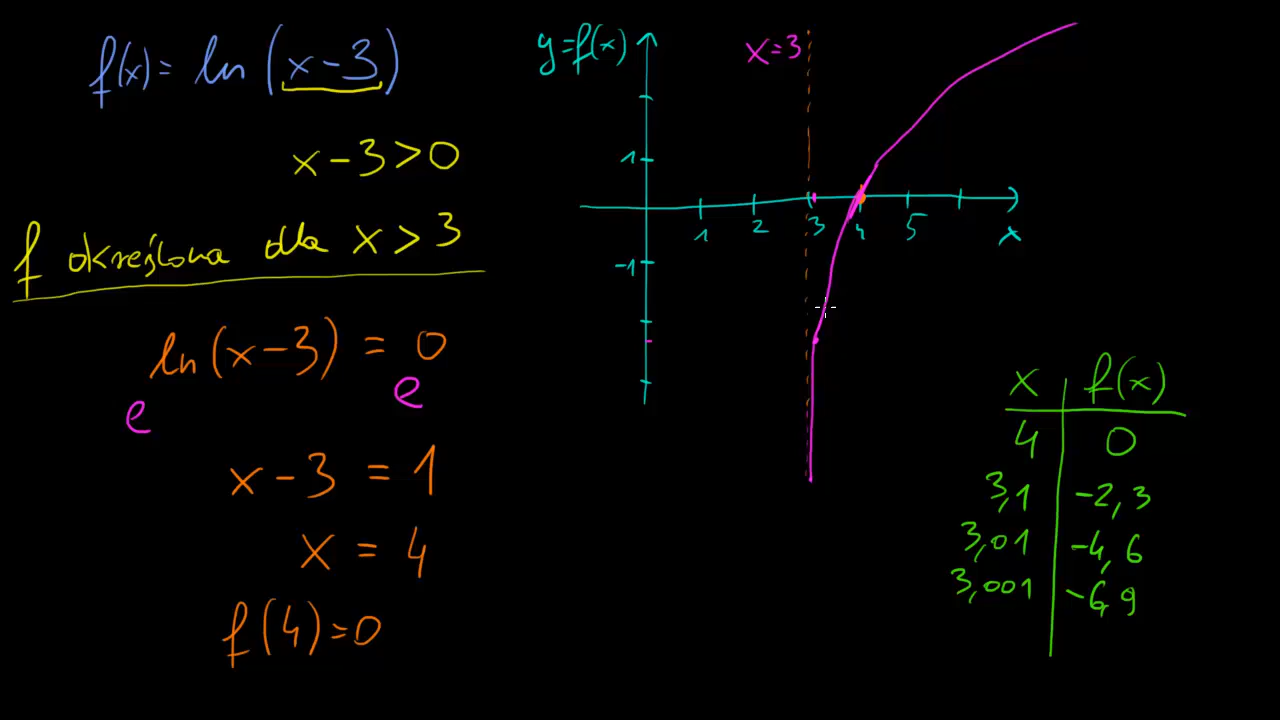 f(x) = ln (x-3)
x-3>0
f określona dla x > 3
ln(x-3) = 0
e e
x-3 = 1
x = 4
f(4)=0
y=f(x)
x=3
1
-1
1 2 3 4 5
x
x f(x)
4 0
3,1 -2,3
3,01 -4,6
3,001 -6,9